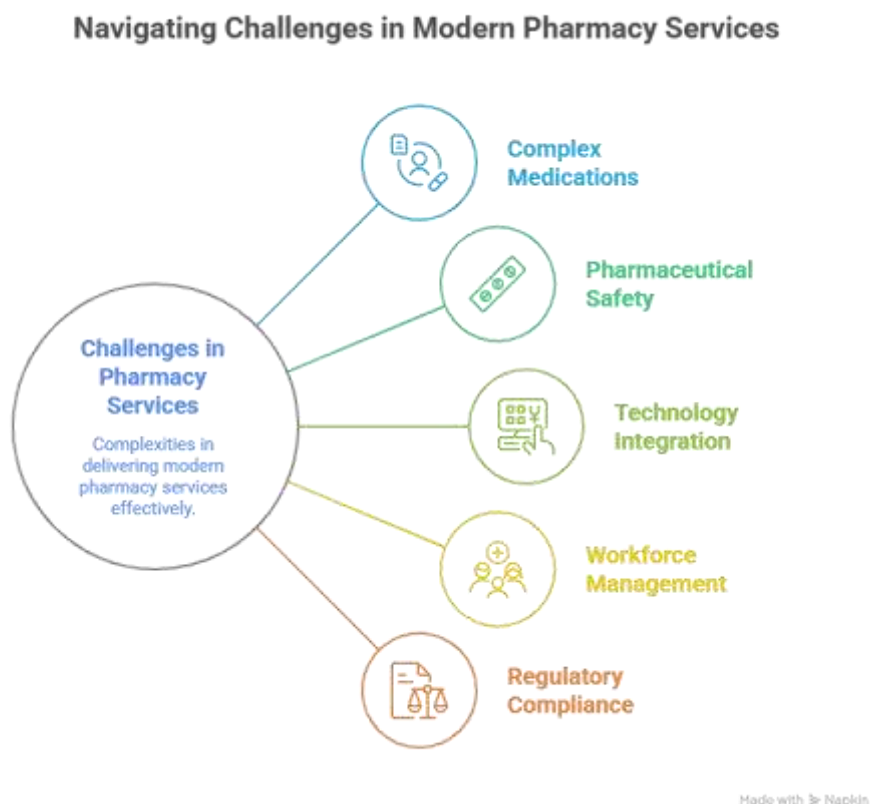 Navigating Challenges in Modern Pharmacy Services
Complex
Medications
Pharmaceutical
Safety
Challenges in
Pharmacy
Services
Complexities in
delivering modern
pharmacy services
effectively.
Technology
Integration
Workforce
Management
Regulatory
Compliance
Made with Napkin